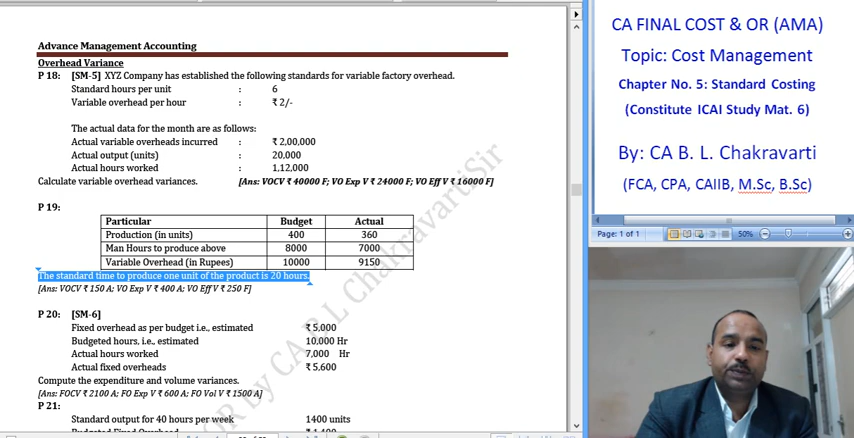 Advance Management Accounting
Overhead Variance
P 18: [SM-5] XYZ Company has established the following standards for variable factory overhead.
Standard hours per unit : 6
Variable overhead per hour : ₹ 2/-
The actual data for the month are as follows:
Actual variable overheads incurred : ₹ 2,00,000
Actual output (units) : 20,000
Actual hours worked : 1,12,000
Calculate variable overhead variances. [Ans: VOCV ₹ 40000 F; VO Exp V ₹ 24000 F; VO Eff V ₹ 16000 F]
P 19:
Particular Budget Actual
Production (in units) 400 360
Man Hours to produce above 8000 7000
Variable Overhead (in Rupees) 10000 9150
The standard time to produce one unit of the product is 20 hours.
[Ans: VOCV ₹ 150 A: VO Exp V ₹ 400 A: VO Eff V ₹ 250 F]
P 20: [SM-6]
Fixed overhead as per budget i.e., estimated ₹ 5,000
Budgeted hours, i.e., estimated 10,000 Hr
Actual hours worked 7,000 Hr
Actual fixed overheads ₹ 5,600
Compute the expenditure and volume variances.
[Ans: FOCV ₹ 2100 A; FO Exp V ₹ 600 A; FO Vol V ₹ 1500 A]
P 21:
Standard output for 40 hours per week 1400 units
Budgeted Fixed Overhead ₹ 1,400
OR by CA B L ChakravartiSir
CA FINAL COST & OR (AMA)
Topic: Cost Management
Chapter No. 5: Standard Costing
(Constitute ICAI Study Mat. 6)
By: CA B. L. Chakravarti
(FCA, CPA, CAIIB, M.Sc, B.Sc)
Page: 1 of 1 50%